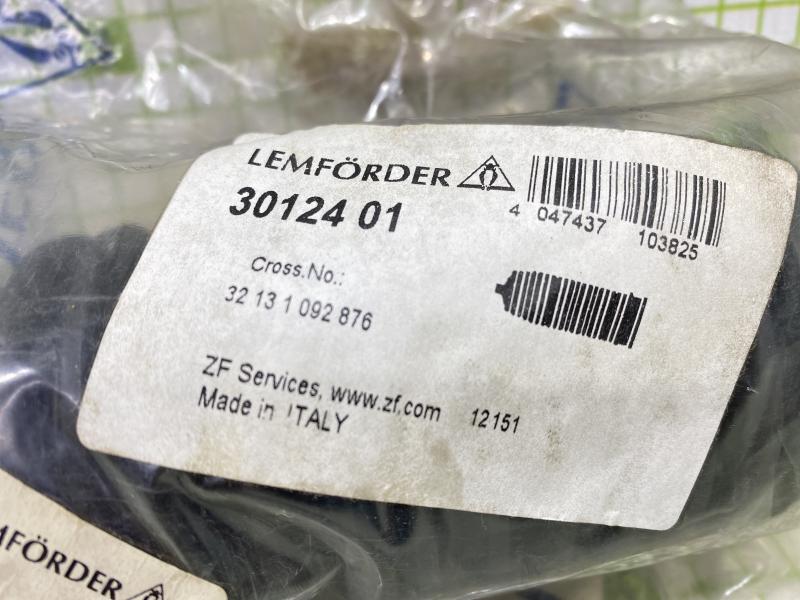 LEMFÖRDER
30124 01
4 047437 103825
Cross.No.:
32 13 1 092 876
ZF Services, www.zf.com 12151
Made in ITALY
MFÖRDER